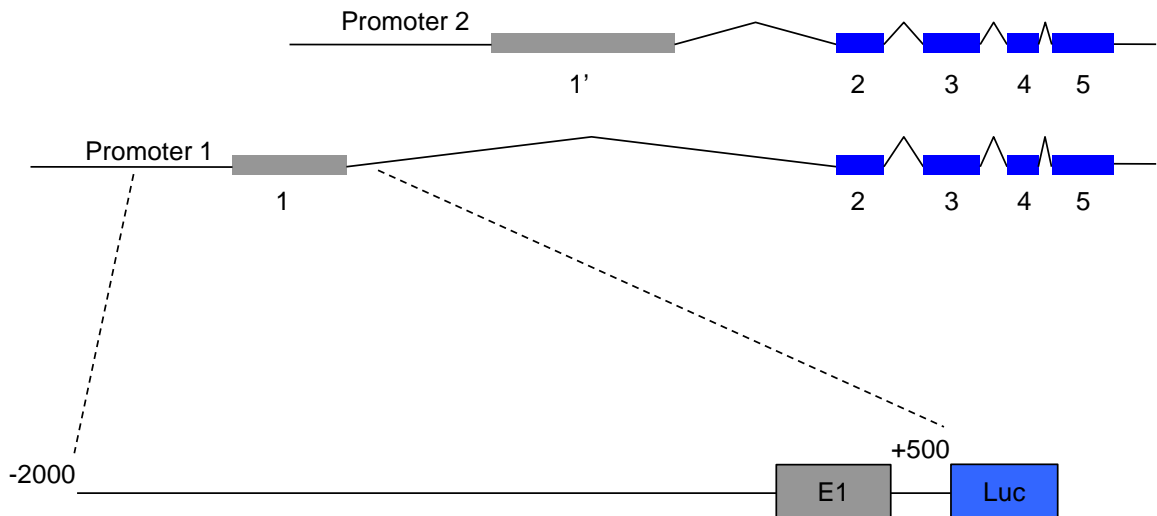 Promoter 2
1’ 2 3 4 5
Promoter 1
1 2 3 4 5
-2000 +500
E1 Luc